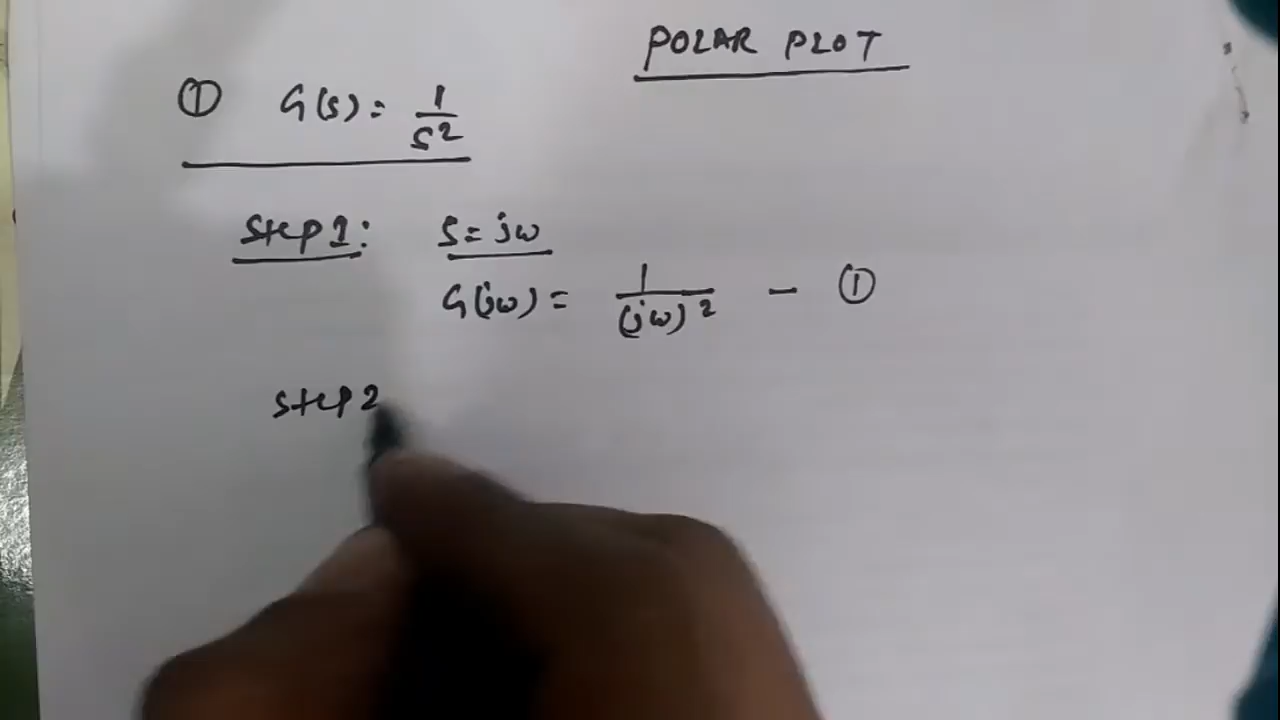 POLAR PLOT
① G(s) = 1/s²
Step 1: s = jω
G(jω) = 1/(jω)² - ①
Step 2